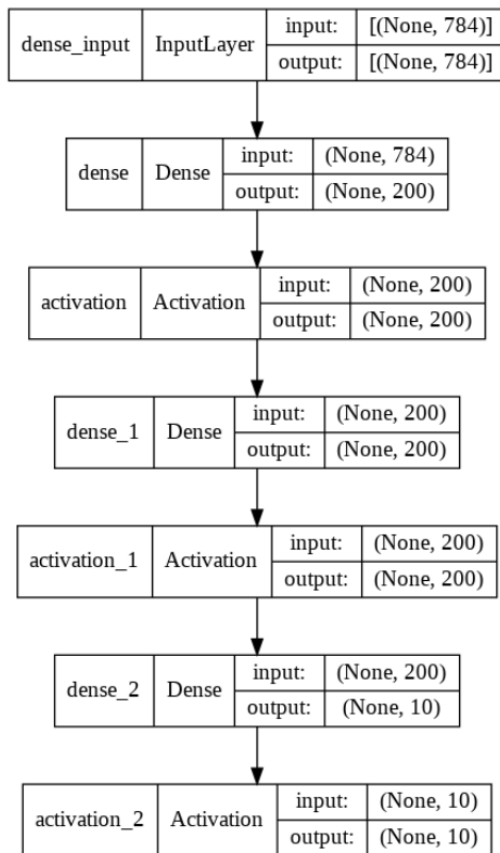 dense_input InputLayer input: [(None, 784)]
output: [(None, 784)]
dense Dense input: (None, 784)
output: (None, 200)
activation Activation input: (None, 200)
output: (None, 200)
dense_1 Dense input: (None, 200)
output: (None, 200)
activation_1 Activation input: (None, 200)
output: (None, 200)
dense_2 Dense input: (None, 200)
output: (None, 10)
activation_2 Activation input: (None, 10)
output: (None, 10)